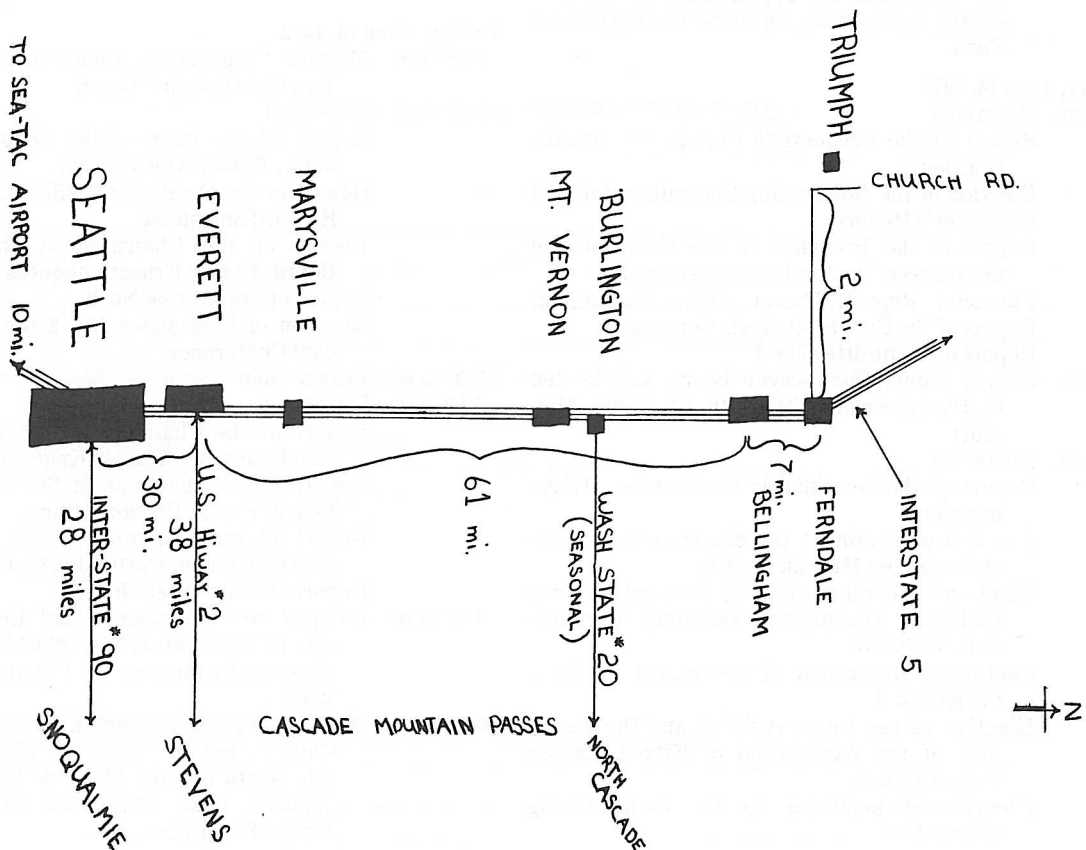 TRIUMPH
CHURCH RD.
2 mi.
INTERSTATE 5
FERNDALE
7 mi.
BELLINGHAM
BURLINGTON
MT. VERNON
WASH STATE #20
(SEASONAL)
NORTH CASCADE
61 mi.
MARYSVILLE
EVERETT
U.S. HIWAY #2
38 miles
STEVENS
30 mi.
SEATTLE
INTER-STATE #90
28 miles
SNOQUALMIE
CASCADE MOUNTAIN PASSES
TO SEA-TAC AIRPORT 10 mi.
N